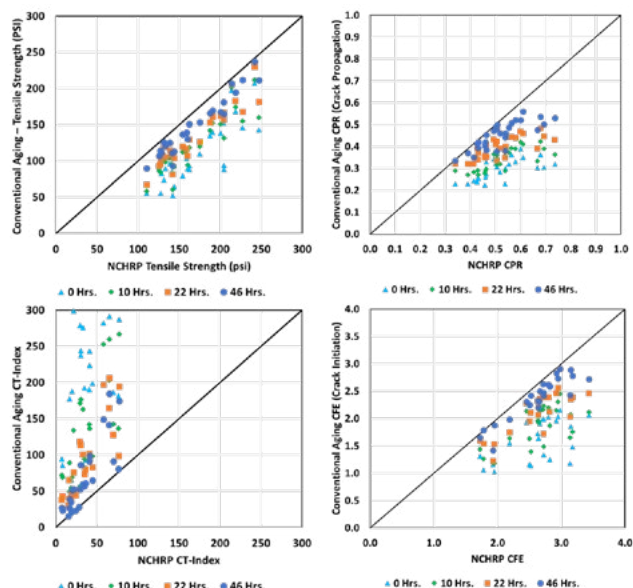 Conventional Aging – Tensile Strength (PSI)
300
250
200
150
100
50
0
0 50 100 150 200 250 300
NCHRP Tensile Strength (psi)
0 Hrs. 10 Hrs. 22 Hrs. 46 Hrs.
Conventional Aging CPR (Crack Propagation)
1.0
0.9
0.8
0.7
0.6
0.5
0.4
0.3
0.2
0.1
0.0
0.0 0.1 0.2 0.3 0.4 0.5 0.6 0.7 0.8 0.9 1.0
NCHRP CPR
0 Hrs. 10 Hrs. 22 Hrs. 46 Hrs.
Conventional Aging CT-Index
300
250
200
150
100
50
0
0 50 100 150 200 250 300
NCHRP CT-Index
0 Hrs. 10 Hrs. 22 Hrs. 46 Hrs.
Conventional Aging CFE (Crack Initiation)
4.0
3.5
3.0
2.5
2.0
1.5
1.0
0.5
0.0
0.0 1.0 2.0 3.0 4.0
NCHRP CFE
0 Hrs. 10 Hrs. 22 Hrs. 46 Hrs.